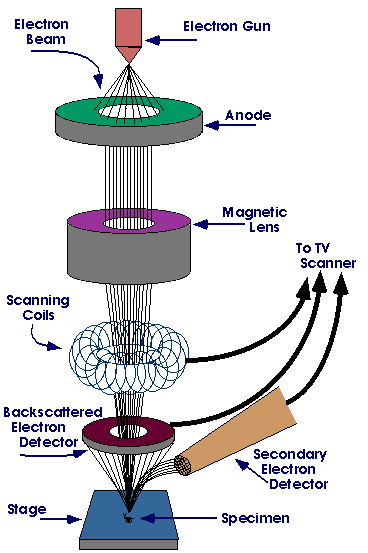 Electron
Beam
Electron Gun
Anode
Magnetic
Lens
To TV
Scanner
Scanning
Coils
Backscattered
Electron
Detector
Secondary
Electron
Detector
Stage
Specimen